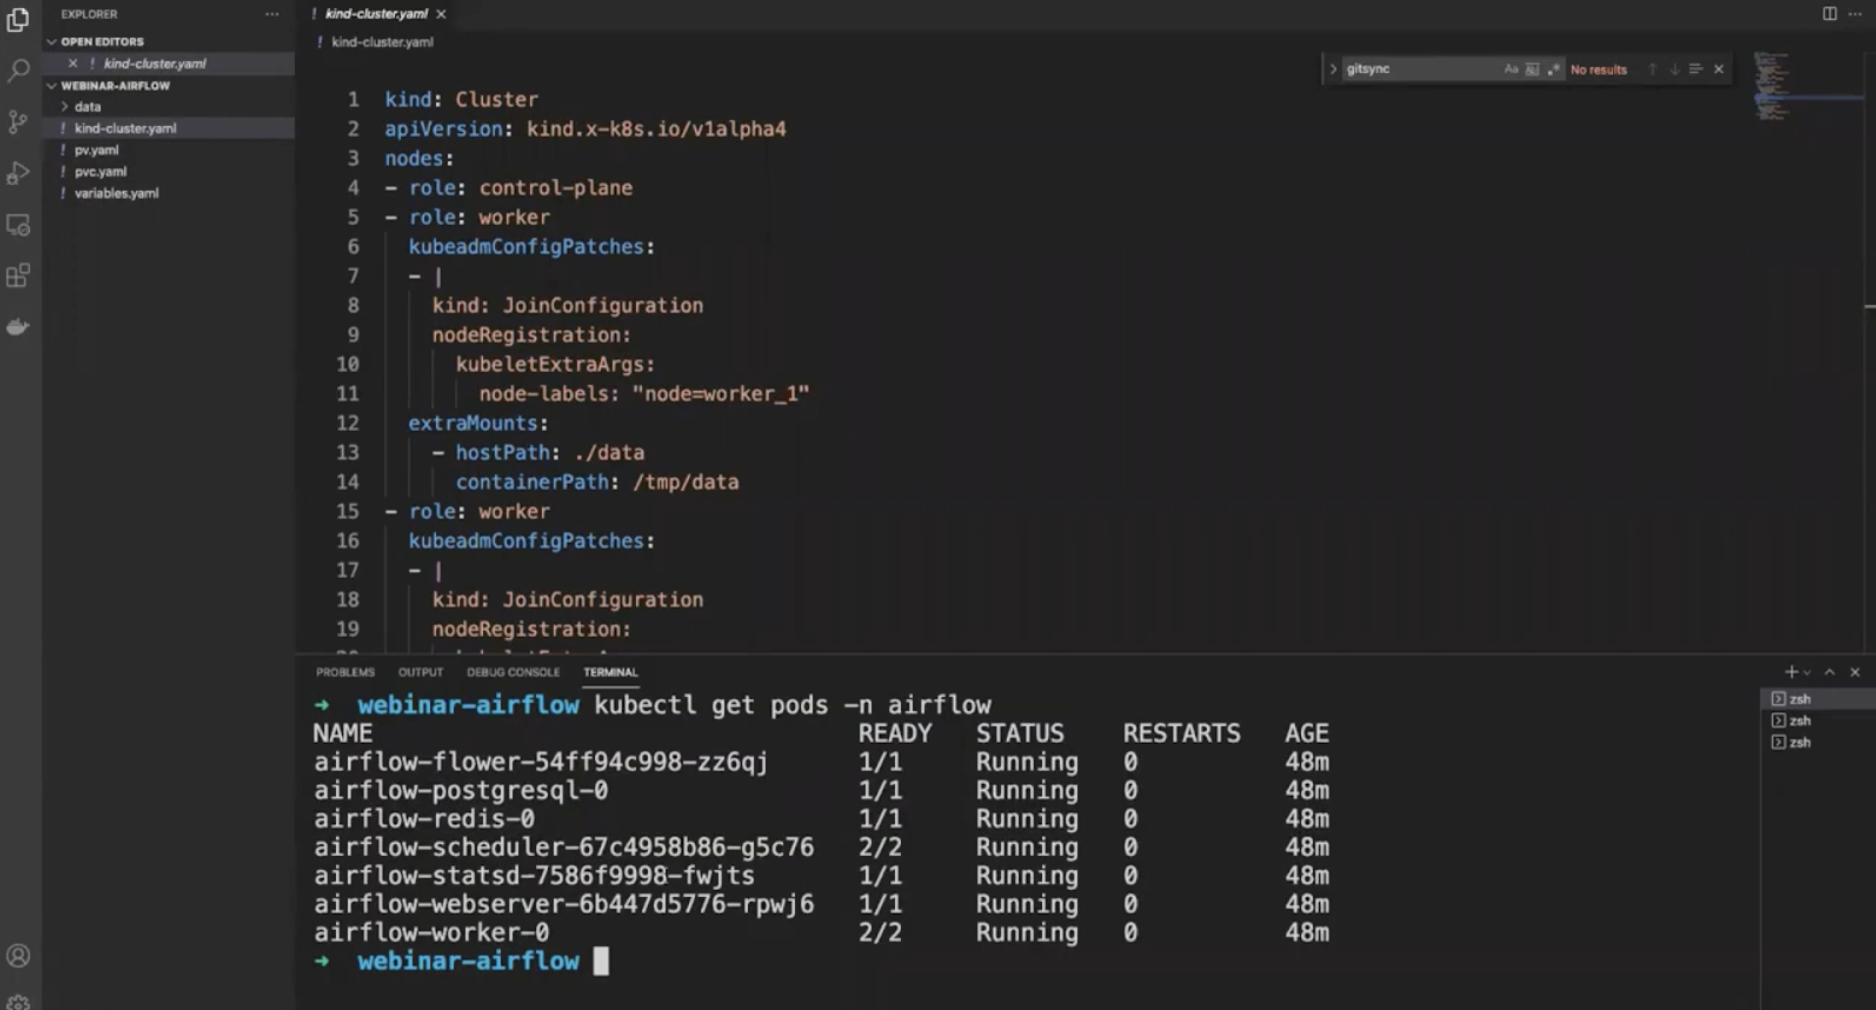 EXPLORER
OPEN EDITORS
! kind-cluster.yaml
WEBINAR-AIRFLOW
data
! kind-cluster.yaml
! pv.yaml
! pvc.yaml
! variables.yaml
! kind-cluster.yaml
! kind-cluster.yaml
gitsync Aa No results
1 kind: Cluster
2 apiVersion: kind.x-k8s.io/v1alpha4
3 nodes:
4 - role: control-plane
5 - role: worker
6 kubeadmConfigPatches:
7 - |
8 kind: JoinConfiguration
9 nodeRegistration:
10 kubeletExtraArgs:
11 node-labels: "node=worker_1"
12 extraMounts:
13 - hostPath: ./data
14 containerPath: /tmp/data
15 - role: worker
16 kubeadmConfigPatches:
17 - |
18 kind: JoinConfiguration
19 nodeRegistration:
PROBLEMS OUTPUT DEBUG CONSOLE TERMINAL
→ webinar-airflow kubectl get pods -n airflow
NAME READY STATUS RESTARTS AGE
airflow-flower-54ff94c998-zz6qj 1/1 Running 0 48m
airflow-postgresql-0 1/1 Running 0 48m
airflow-redis-0 1/1 Running 0 48m
airflow-scheduler-67c4958b86-g5c76 2/2 Running 0 48m
airflow-statsd-7586f9998-fwjts 1/1 Running 0 48m
airflow-webserver-6b447d5776-rpwj6 1/1 Running 0 48m
airflow-worker-0 2/2 Running 0 48m
→ webinar-airflow
zsh
zsh
zsh